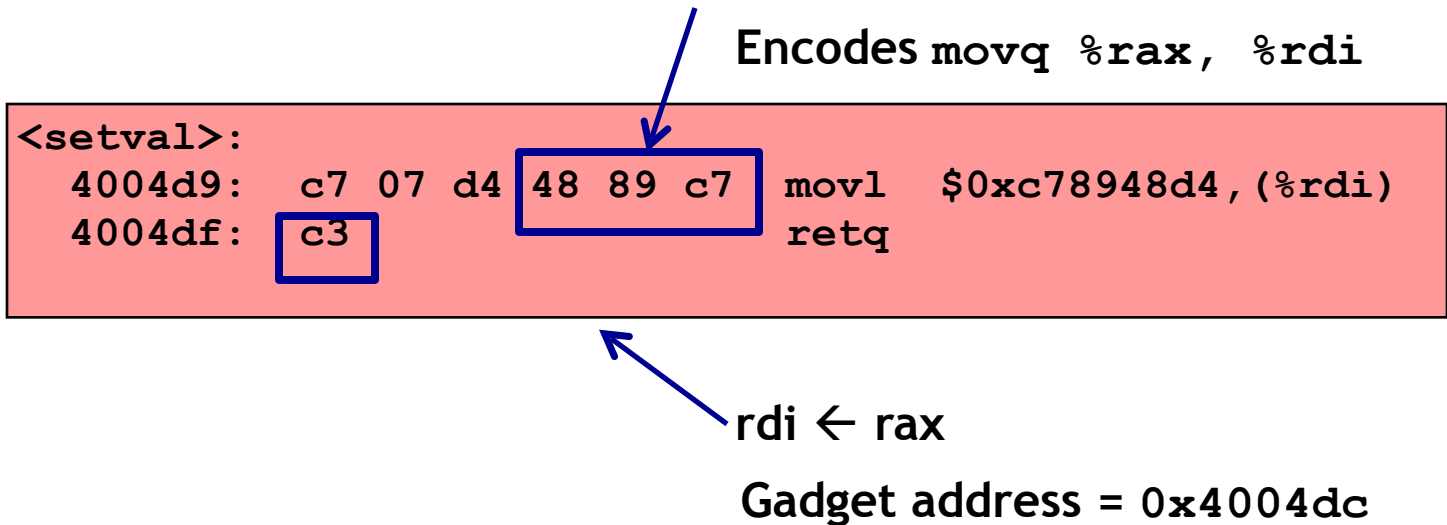 Encodes movq %rax, %rdi
<setval>:
4004d9: c7 07 d4 48 89 c7 movl $0xc78948d4,(%rdi)
4004df: c3 retq
rdi ← rax
Gadget address = 0x4004dc